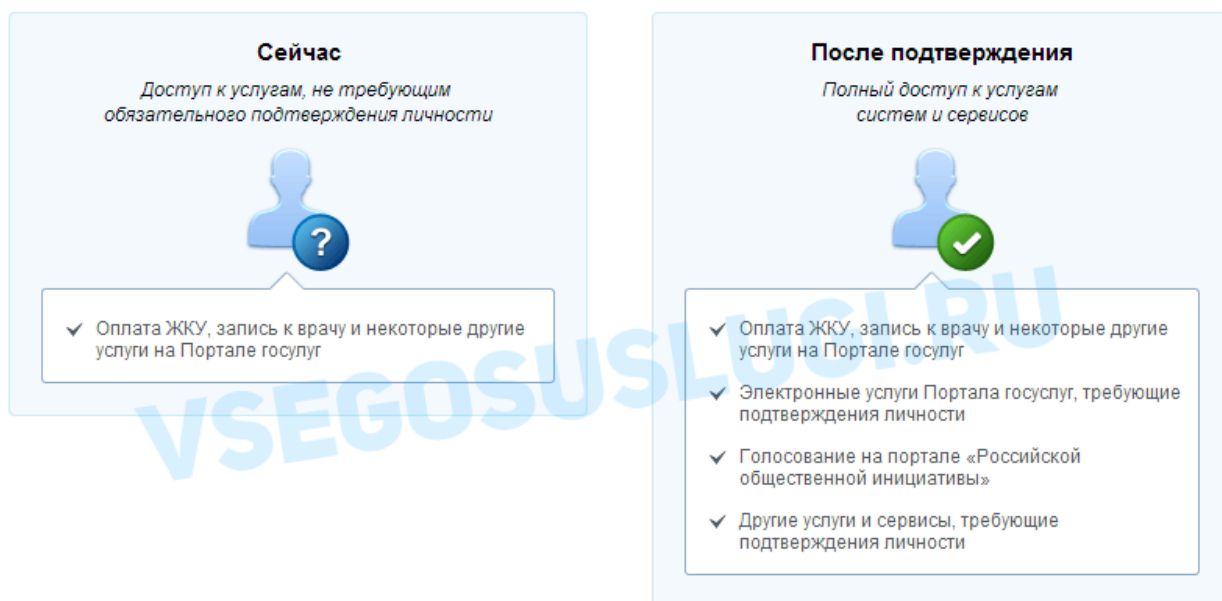 Сейчас
Доступ к услугам, не требующим
обязательного подтверждения личности
?
Оплата ЖКУ, запись к врачу и некоторые другие
услуги на Портале госулуг
После подтверждения
Полный доступ к услугам
систем и сервисов
Оплата ЖКУ, запись к врачу и некоторые другие
услуги на Портале госулуг
Электронные услуги Портала госуслуг, требующие
подтверждения личности
Голосование на портале «Российской
общественной инициативы»
Другие услуги и сервисы, требующие
подтверждения личности
VSEGOSUSLUGI.RU